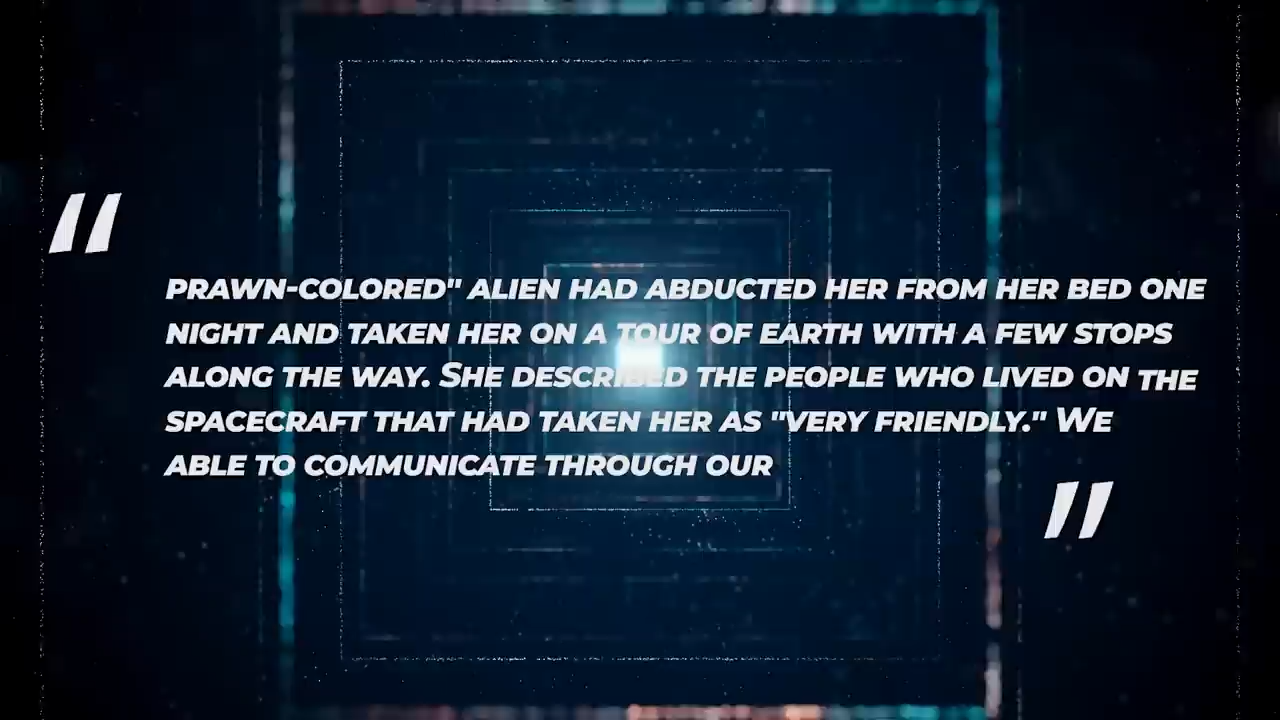 "
PRAWN-COLORED" ALIEN HAD ABDUCTED HER FROM HER BED ONE
NIGHT AND TAKEN HER ON A TOUR OF EARTH WITH A FEW STOPS
ALONG THE WAY. SHE DESCRIBED THE PEOPLE WHO LIVED ON THE
SPACECRAFT THAT HAD TAKEN HER AS "VERY FRIENDLY." WE
ABLE TO COMMUNICATE THROUGH OUR
"